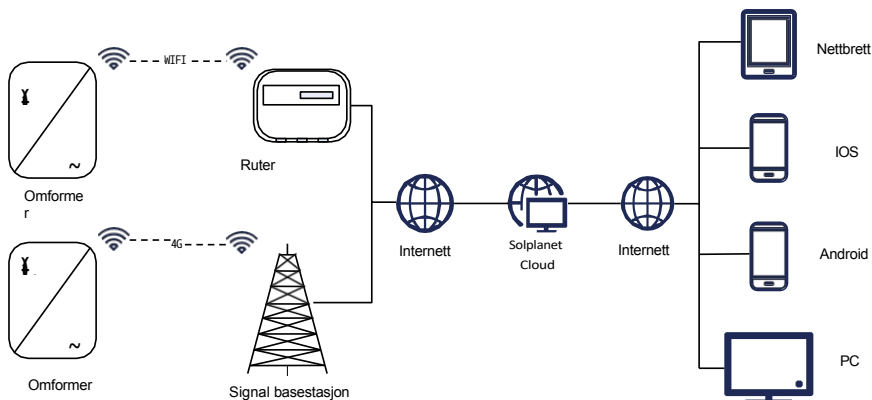 WIFI
Ruter
Omforme
r
4G
Omformer
Signal basestasjon
Internett
Solplanet
Cloud
Internett
Nettbrett
IOS
Android
PC
~
~